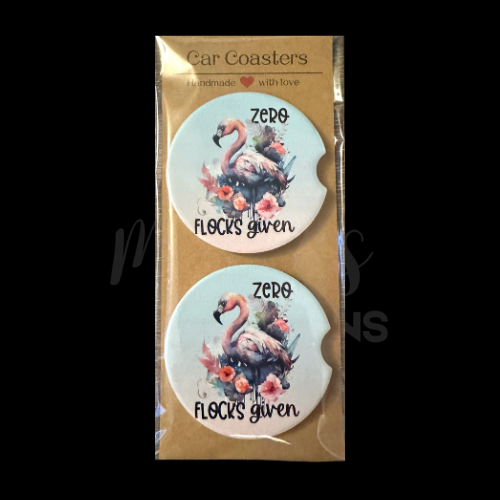 Car Coasters
Handmade ❤ with love
ZERO
FLOCKS given
ZERO
FLOCKS given